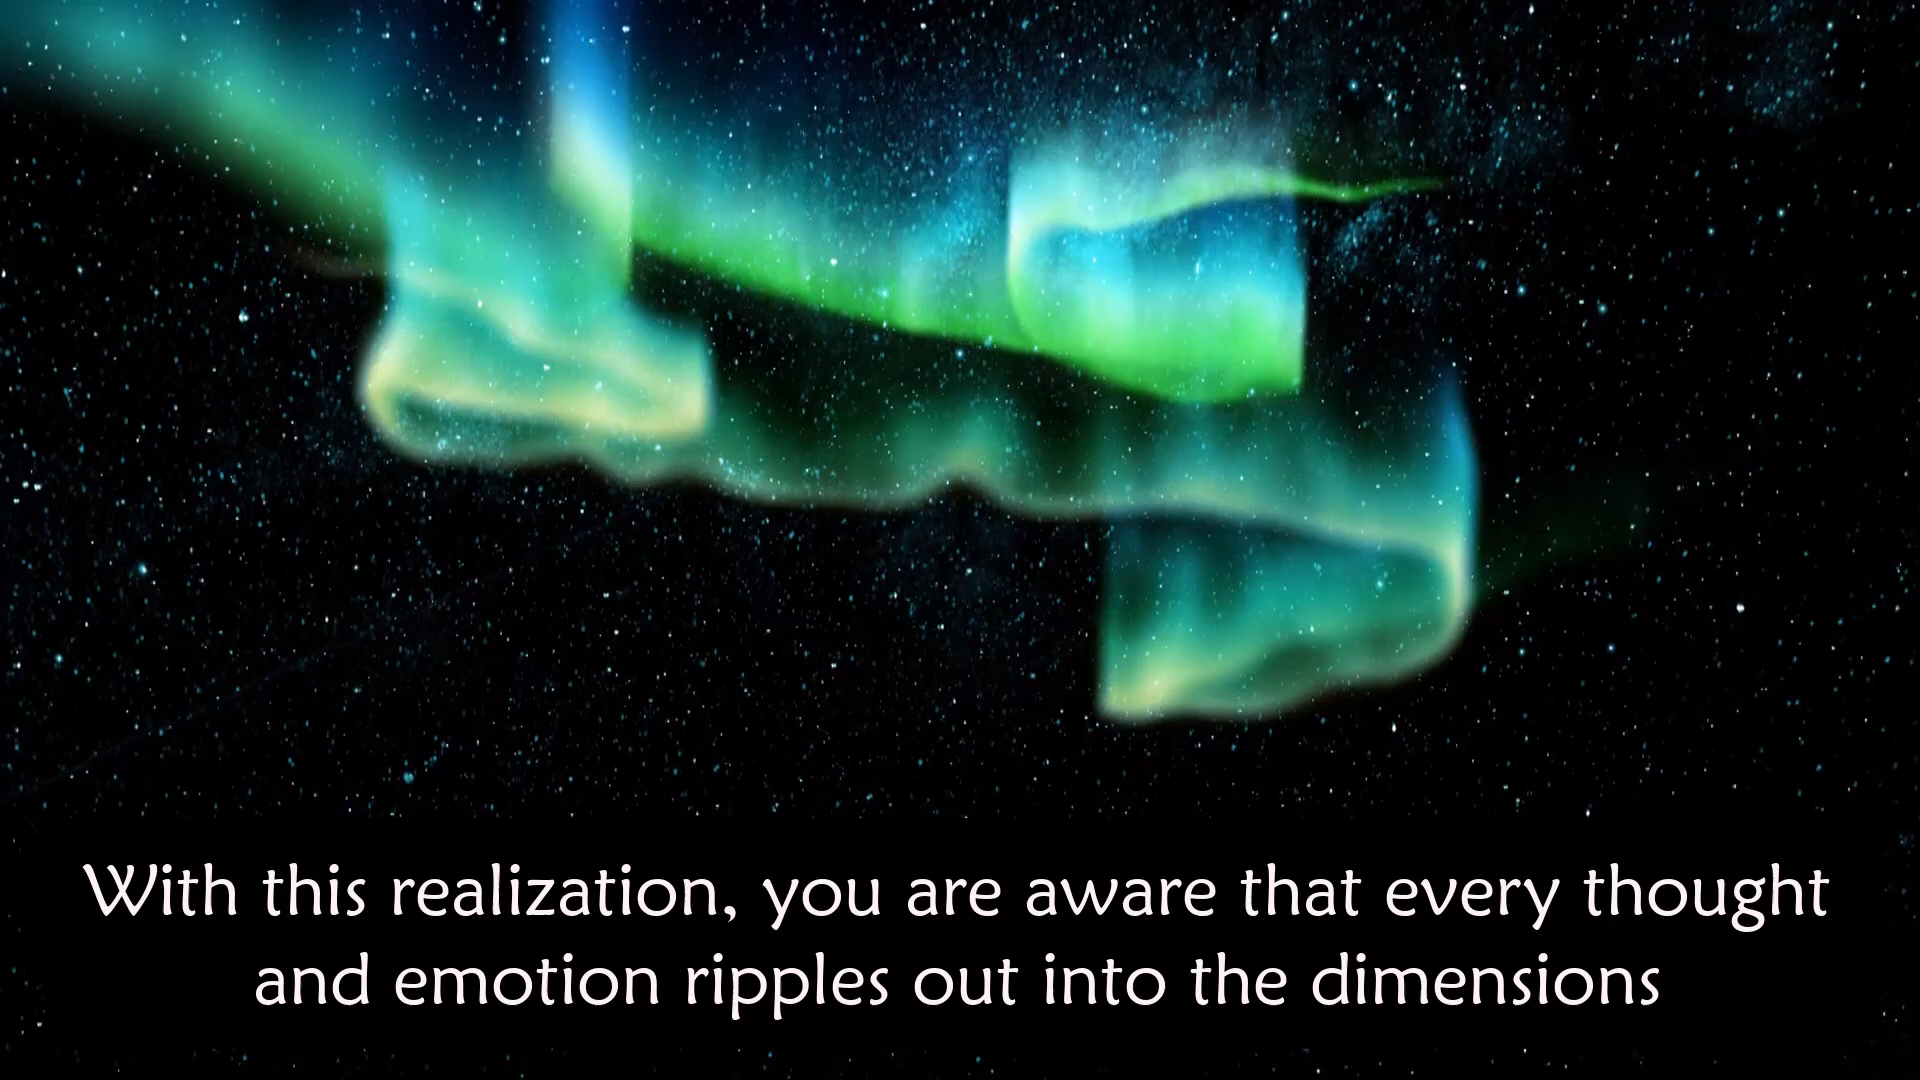 With this realization, you are aware that every thought
and emotion ripples out into the dimensions